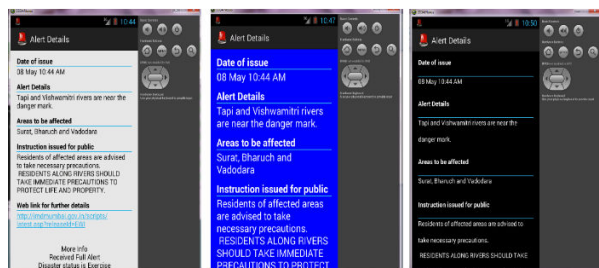 10:44
Alert Details
Date of issue
08 May 10:44 AM
Alert Details
Tapi and Vishwamitri rivers are near the
danger mark.
Areas to be affected
Surat, Bharuch and Vadodara
Instruction issued for public
Residents of affected areas are advised
to take necessary precautions.
RESIDENTS ALONG RIVERS SHOULD
TAKE IMMEDIATE PRECAUTIONS TO
PROTECT LIFE AND PROPERTY.
Web link for further details
More Info
Received Full Alert
Disaster status is Exercise
10:47
Alert Details
Date of issue
08 May 10:44 AM
Alert Details
Tapi and Vishwamitri rivers
are near the danger mark.
Areas to be affected
Surat, Bharuch and
Vadodara
Instruction issued for public
Residents of affected areas
are advised to take
necessary precautions.
RESIDENTS ALONG RIVERS
SHOULD TAKE IMMEDIATE
PRECAUTIONS TO PROTECT
10:50
Alert Details
Date of issue
08 May 10:44 AM
Alert Details
Tapi and Vishwamitri rivers are near the
danger mark.
Areas to be affected
Surat, Bharuch and Vadodara
Instruction issued for public
Residents of affected areas are advised to
take necessary precautions.
RESIDENTS ALONG RIVERS SHOULD TAKE